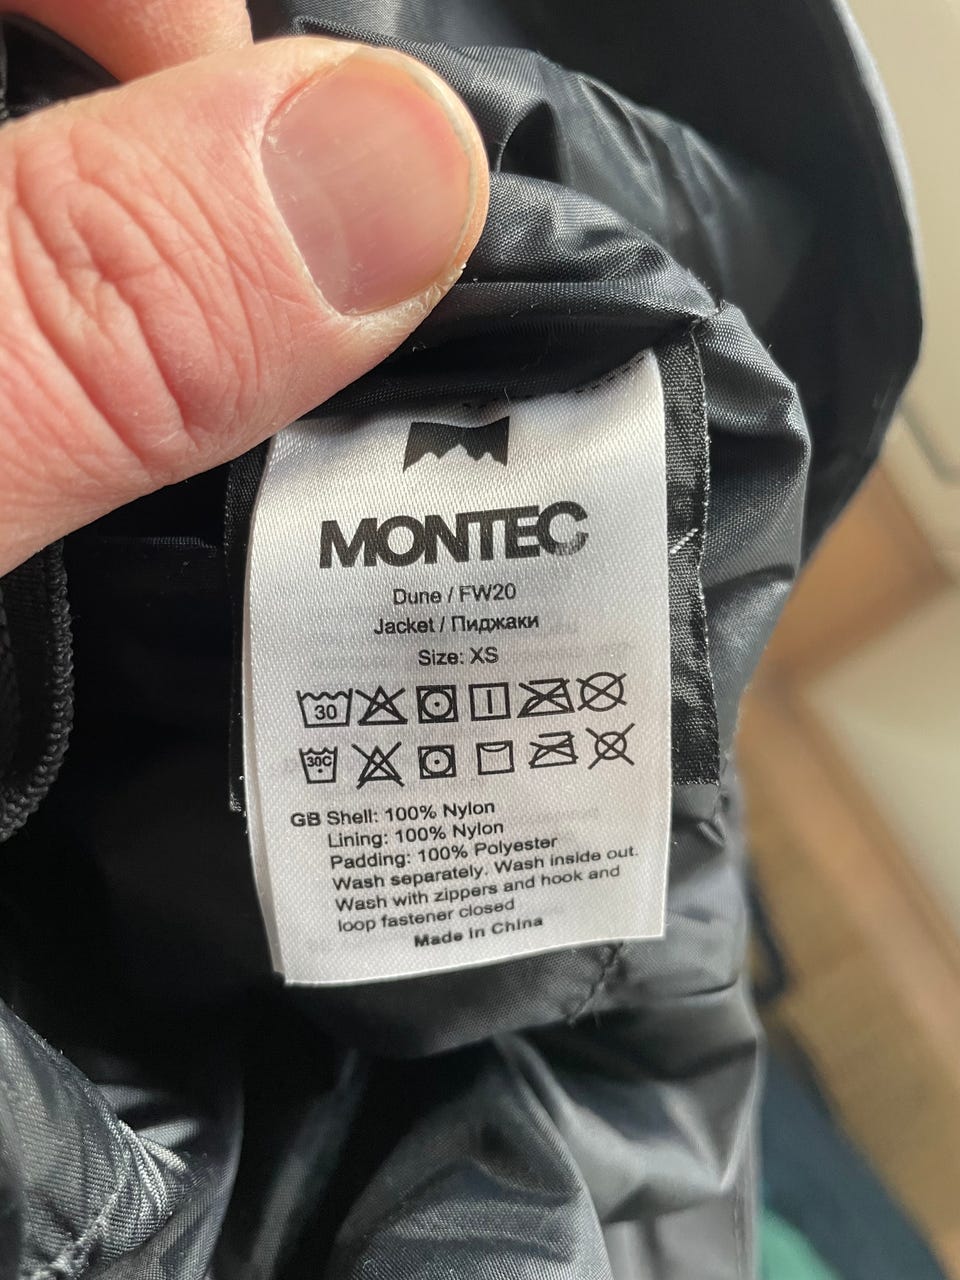 MONTEC
Dune / FW20
Jacket / Пиджаки
Size: XS
30
30C
GB Shell: 100% Nylon
Lining: 100% Nylon
Padding: 100% Polyester
Wash separately. Wash inside out.
Wash with zippers and hook and
loop fastener closed
Made in China